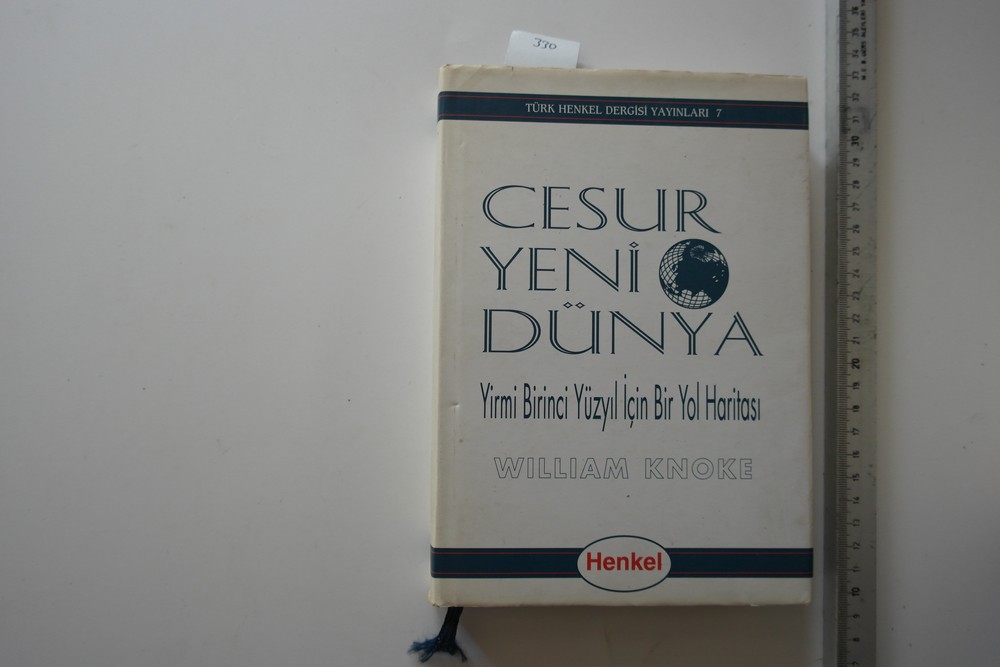 330
TÜRK HENKEL DERGİSİ YAYINLARI 7
CESUR
YENİ
DÜNYA
Yirmi Birinci Yüzyıl İçin Bir Yol Haritası
WILLIAM KNOKE
Henkel